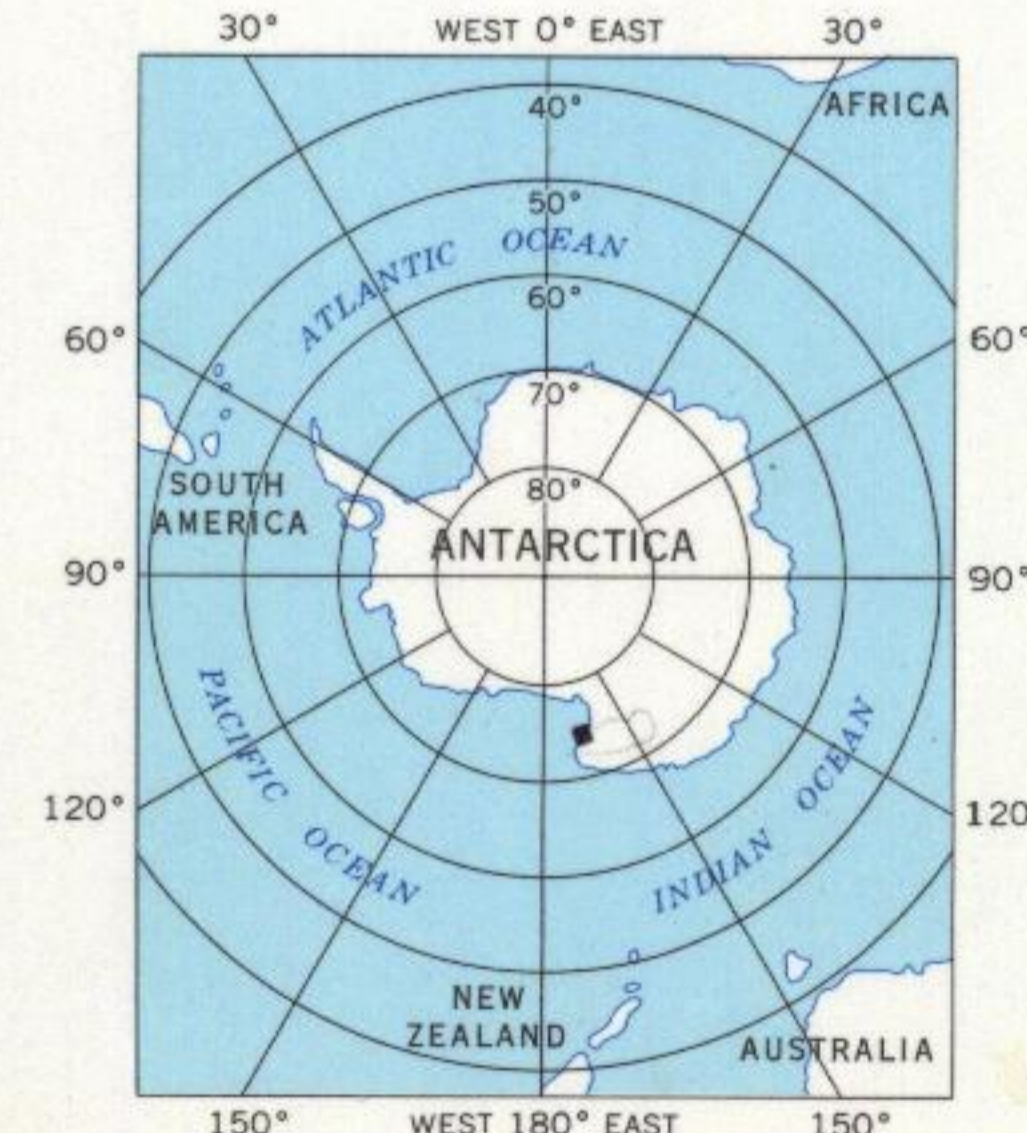 30° WEST 0° EAST 30°
AFRICA
40°
50°
ATLANTIC OCEAN
60°
60° 60°
70°
80°
SOUTH
AMERICA
ANTARCTICA
90° 90°
PACIFIC OCEAN
INDIAN OCEAN
120° 120
NEW
ZEALAND
AUSTRALIA
150° WEST 180° EAST 150°